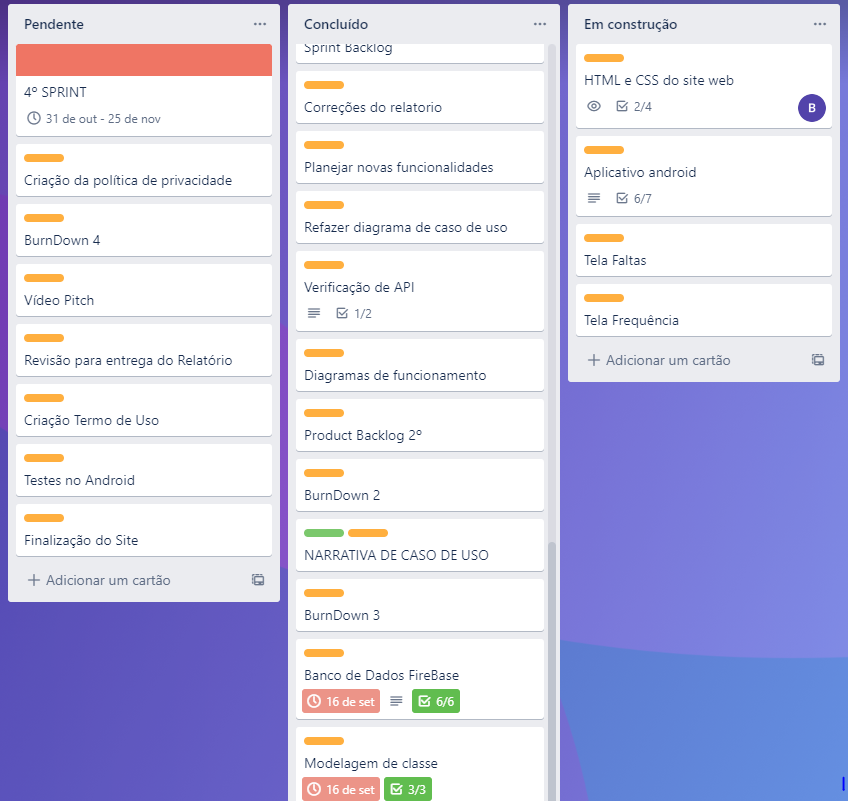 Pendente
4º SPRINT
31 de out - 25 de nov
Criação da política de privacidade
BurnDown 4
Vídeo Pitch
Revisão para entrega do Relatório
Criação Termo de Uso
Testes no Android
Finalização do Site
Adicionar um cartão
Concluído
Sprint Backlog
Correções do relatorio
Planejar novas funcionalidades
Refazer diagrama de caso de uso
Verificação de API
1/2
Diagramas de funcionamento
Product Backlog 2º
BurnDown 2
NARRATIVA DE CASO DE USO
BurnDown 3
Banco de Dados FireBase
16 de set 6/6
Modelagem de classe
16 de set 3/3
Em construção
HTML e CSS do site web
2/4 B
Aplicativo android
6/7
Tela Faltas
Tela Frequência
Adicionar um cartão